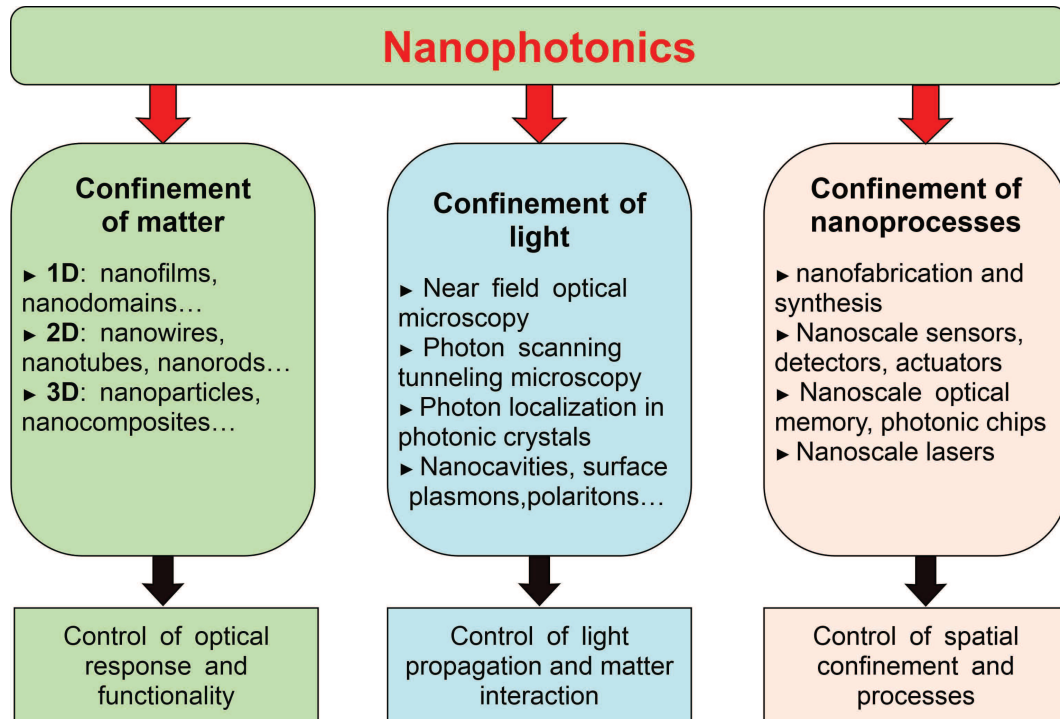 Nanophotonics
Confinement
of matter
► 1D: nanofilms,
nanodomains…
► 2D: nanowires,
nanotubes, nanorods…
► 3D: nanoparticles,
nanocomposites…
Control of optical
response and
functionality
Confinement of
light
► Near field optical
microscopy
► Photon scanning
tunneling microscopy
► Photon localization in
photonic crystals
► Nanocavities, surface
plasmons,polaritons…
Control of light
propagation and matter
interaction
Confinement of
nanoprocesses
► nanofabrication and
synthesis
► Nanoscale sensors,
detectors, actuators
► Nanoscale optical
memory, photonic chips
► Nanoscale lasers
Control of spatial
confinement and
processes